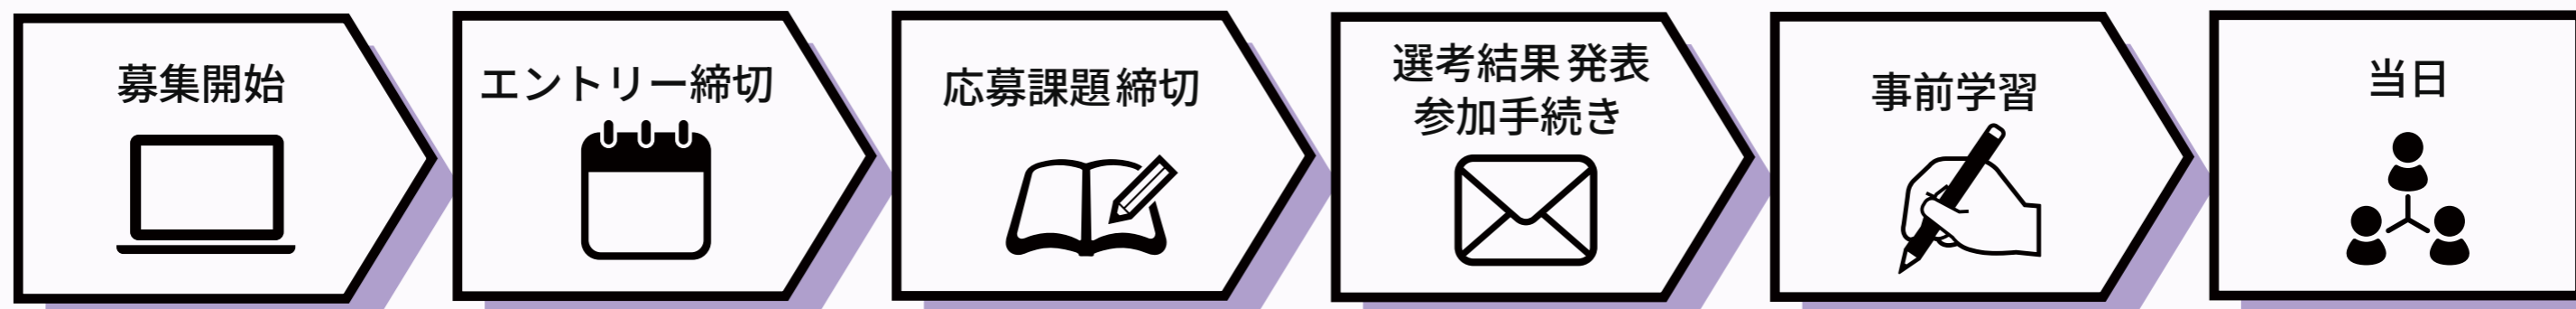 募集開始
エントリー締切
応募課題締切
選考結果発表
参加手続き
事前学習
当日